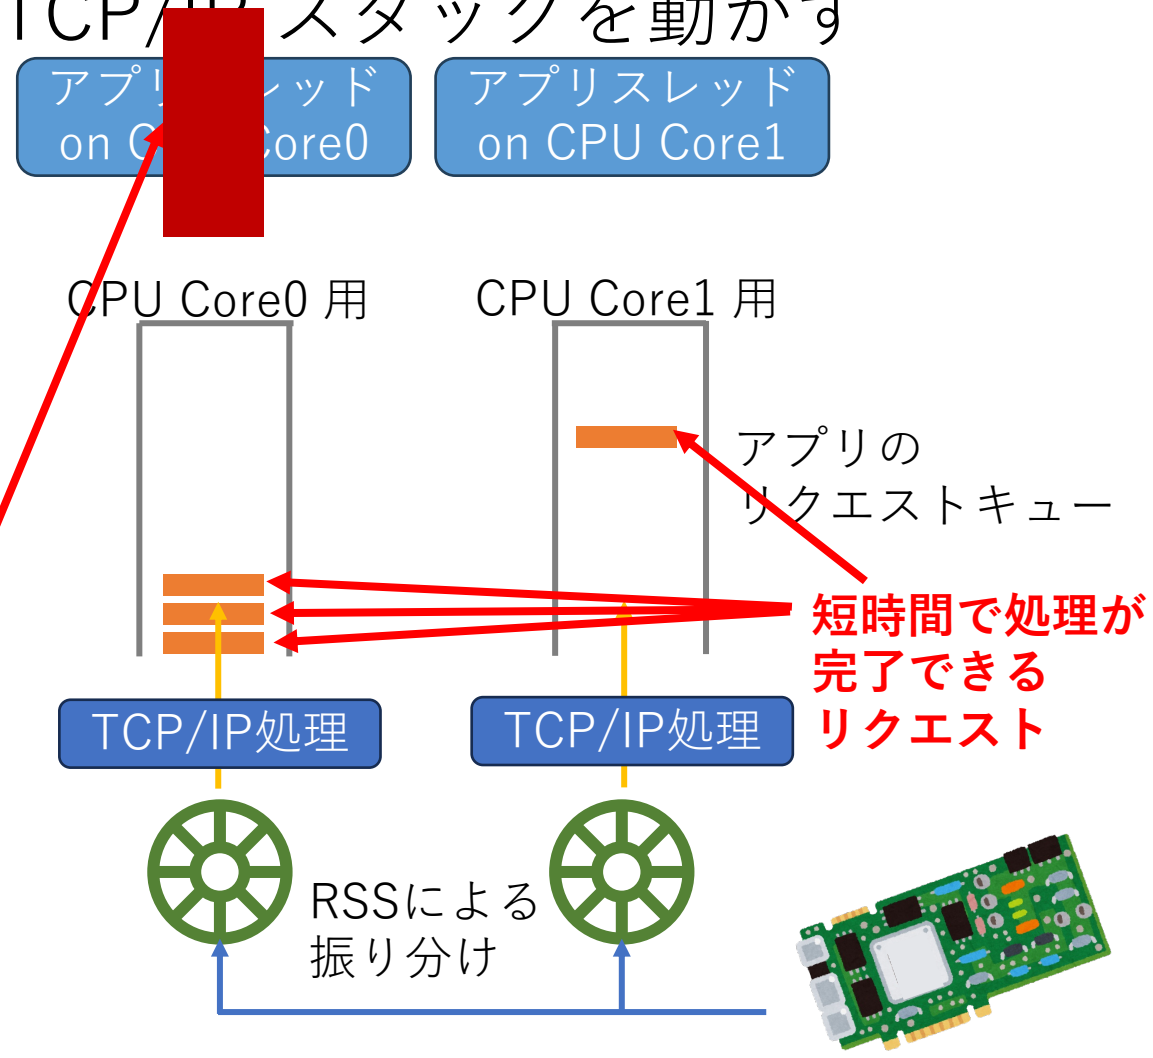 TCP/IP スタックを動かす
アプリスレッド
on CPU Core0
アプリスレッド
on CPU Core1
CPU Core0 用
CPU Core1 用
アプリの
リクエストキュー
短時間で処理が
完了できる
リクエスト
TCP/IP処理
TCP/IP処理
RSSによる
振り分け